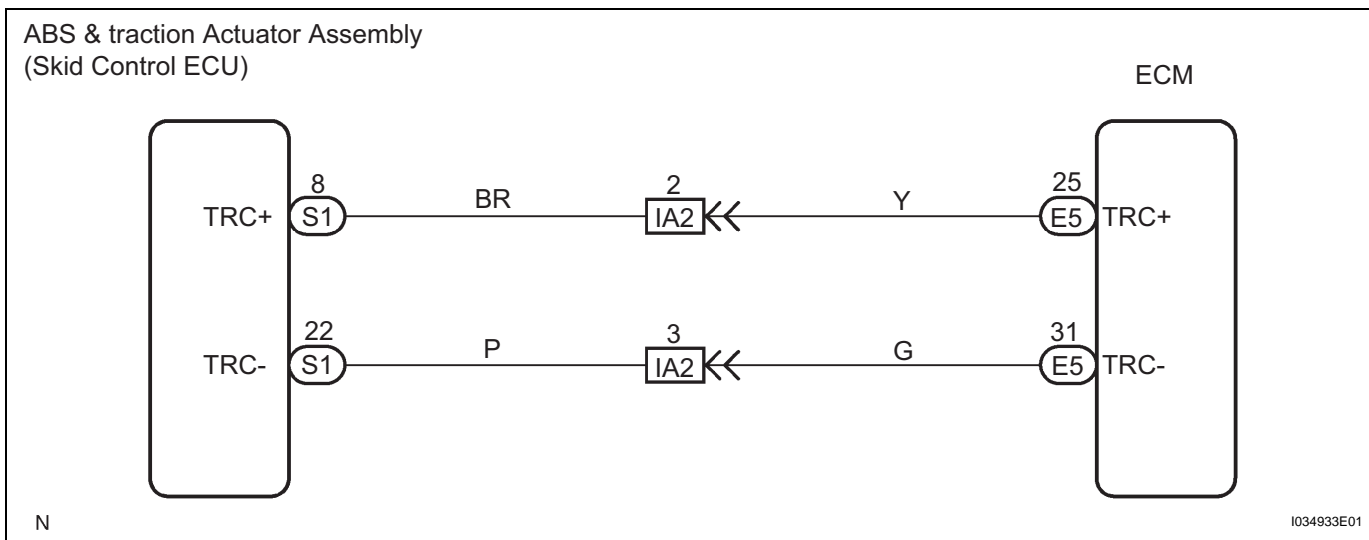 ABS & traction Actuator Assembly
(Skid Control ECU)
ECM
8
BR
2
Y
25
TRC+
S1
IA2
E5
TRC+
22
P
3
G
31
TRC-
S1
IA2
E5
TRC-
N
I034933E01